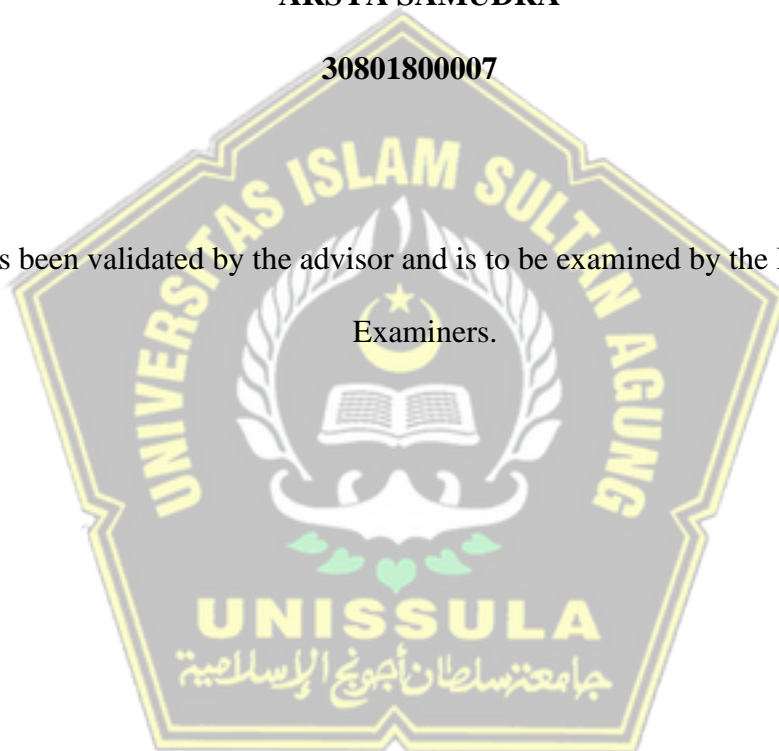 30801800007
UNIVERSITAS ISLAM SULTAN AGUNG
been validated by the advisor and is to be examined by the
Examiners.
UNISSULA
جامعة سلطان أجونج الإسلامية